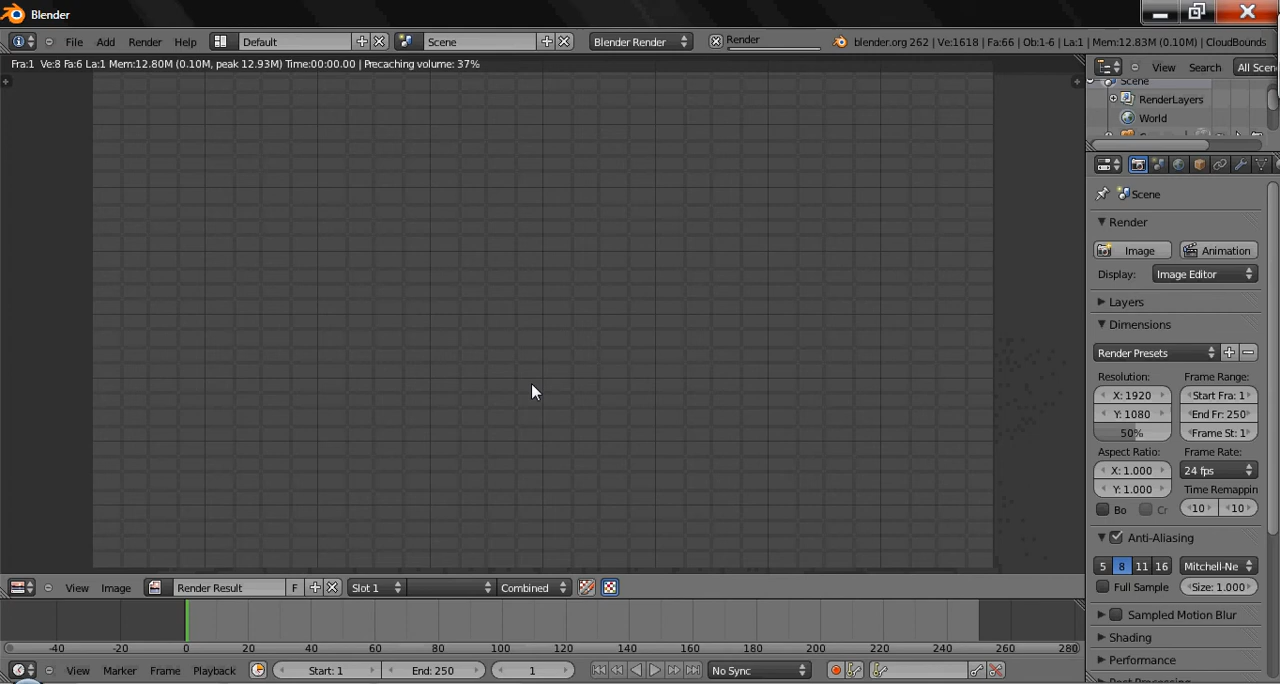 Blender
File Add Render Help Default Scene Blender Render Render blender.org 262 | Ve:1618 | Fa:66 | Ob:1-6 | La:1 | Mem:12.83M (0.10M) | CloudBounds
Fra:1 Ve:8 Fa:6 La:1 Mem:12.80M (0.10M, peak 12.93M) Time:00:00.00 | Precaching volume: 37%
View Search All Scen
Scene
RenderLayers
World
Scene
Render
Image Animation
Display: Image Editor
Layers
Dimensions
Render Presets
Resolution: Frame Range:
X: 1920 Start Fra: 1
Y: 1080 End Fr: 250
50% Frame St: 1
Aspect Ratio: Frame Rate:
X: 1.000 24 fps
Y: 1.000 Time Remappin
Bo Cr 10 10
Anti-Aliasing
5 8 11 16 Mitchell-Ne
Full Sample Size: 1.000
Sampled Motion Blur
Shading
Performance
View Image Render Result F Slot 1 Combined
-40 -20 0 20 40 60 80 100 120 140 160 180 200 220 240 260 280
View Marker Frame Playback Start: 1 End: 250 1 No Sync